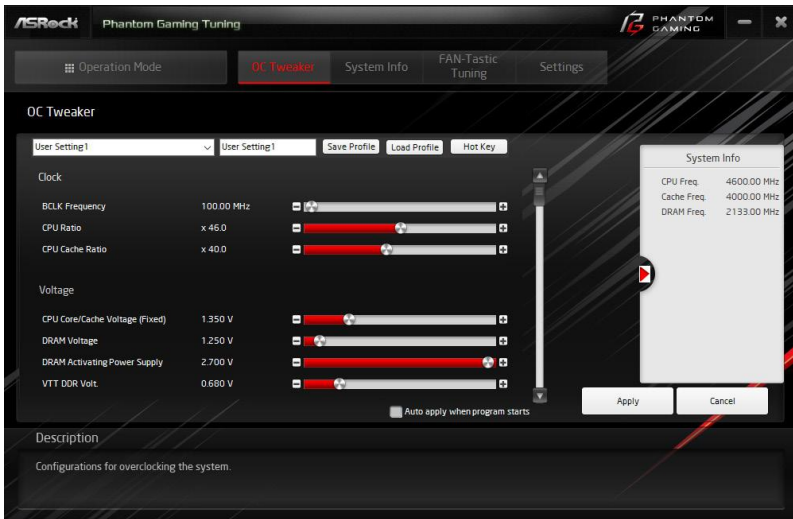 ASRock Phantom Gaming Tuning PHANTOM GAMING
Operation Mode OC Tweaker System Info FAN-Tastic Tuning Settings
OC Tweaker
User Setting1 User Setting1 Save Profile Load Profile Hot Key
Clock
BCLK Frequency 100.00 MHz
CPU Ratio x 46.0
CPU Cache Ratio x 40.0
Voltage
CPU Core/Cache Voltage (Fixed) 1.350 V
DRAM Voltage 1.250 V
DRAM Activating Power Supply 2.700 V
VTT DDR Volt. 0.680 V
Auto apply when program starts
System Info
CPU Freq. 4600.00 MHz
Cache Freq. 4000.00 MHz
DRAM Freq. 2133.00 MHz
Apply Cancel
Description
Configurations for overclocking the system.